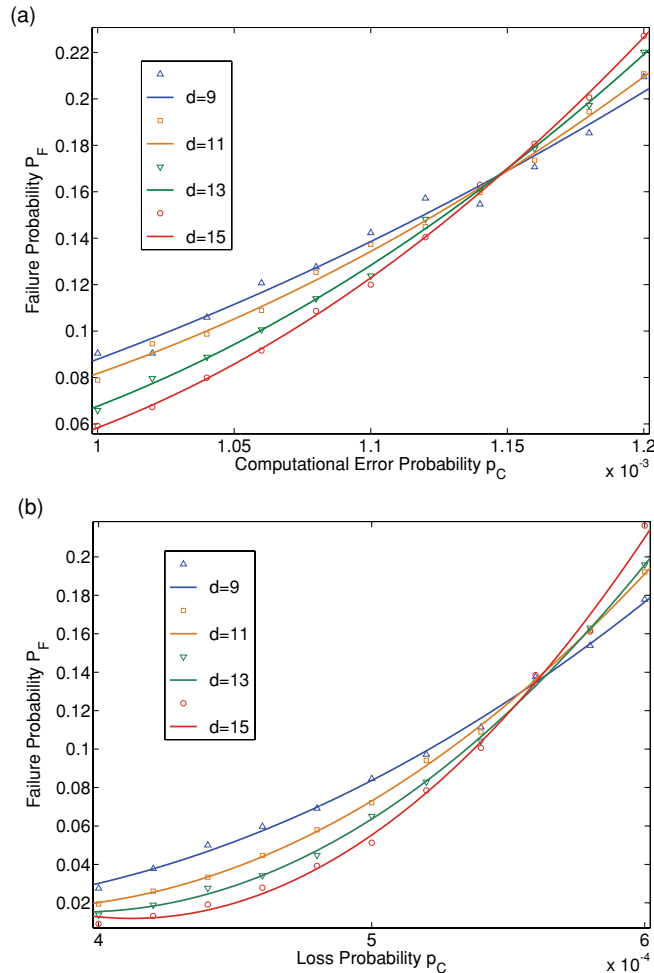 (a)
0.22
0.2
0.18
0.16
0.14
0.12
0.1
0.08
0.06
Failure Probability P_F
d=9
d=11
d=13
d=15
1
1.05
1.1
1.15
1.2
Computational Error Probability p_C
x 10⁻³
(b)
0.2
0.18
0.16
0.14
0.12
0.1
0.08
0.06
0.04
0.02
Failure Probability P_F
d=9
d=11
d=13
d=15
4
5
6
Loss Probability p_C
x 10⁻⁴